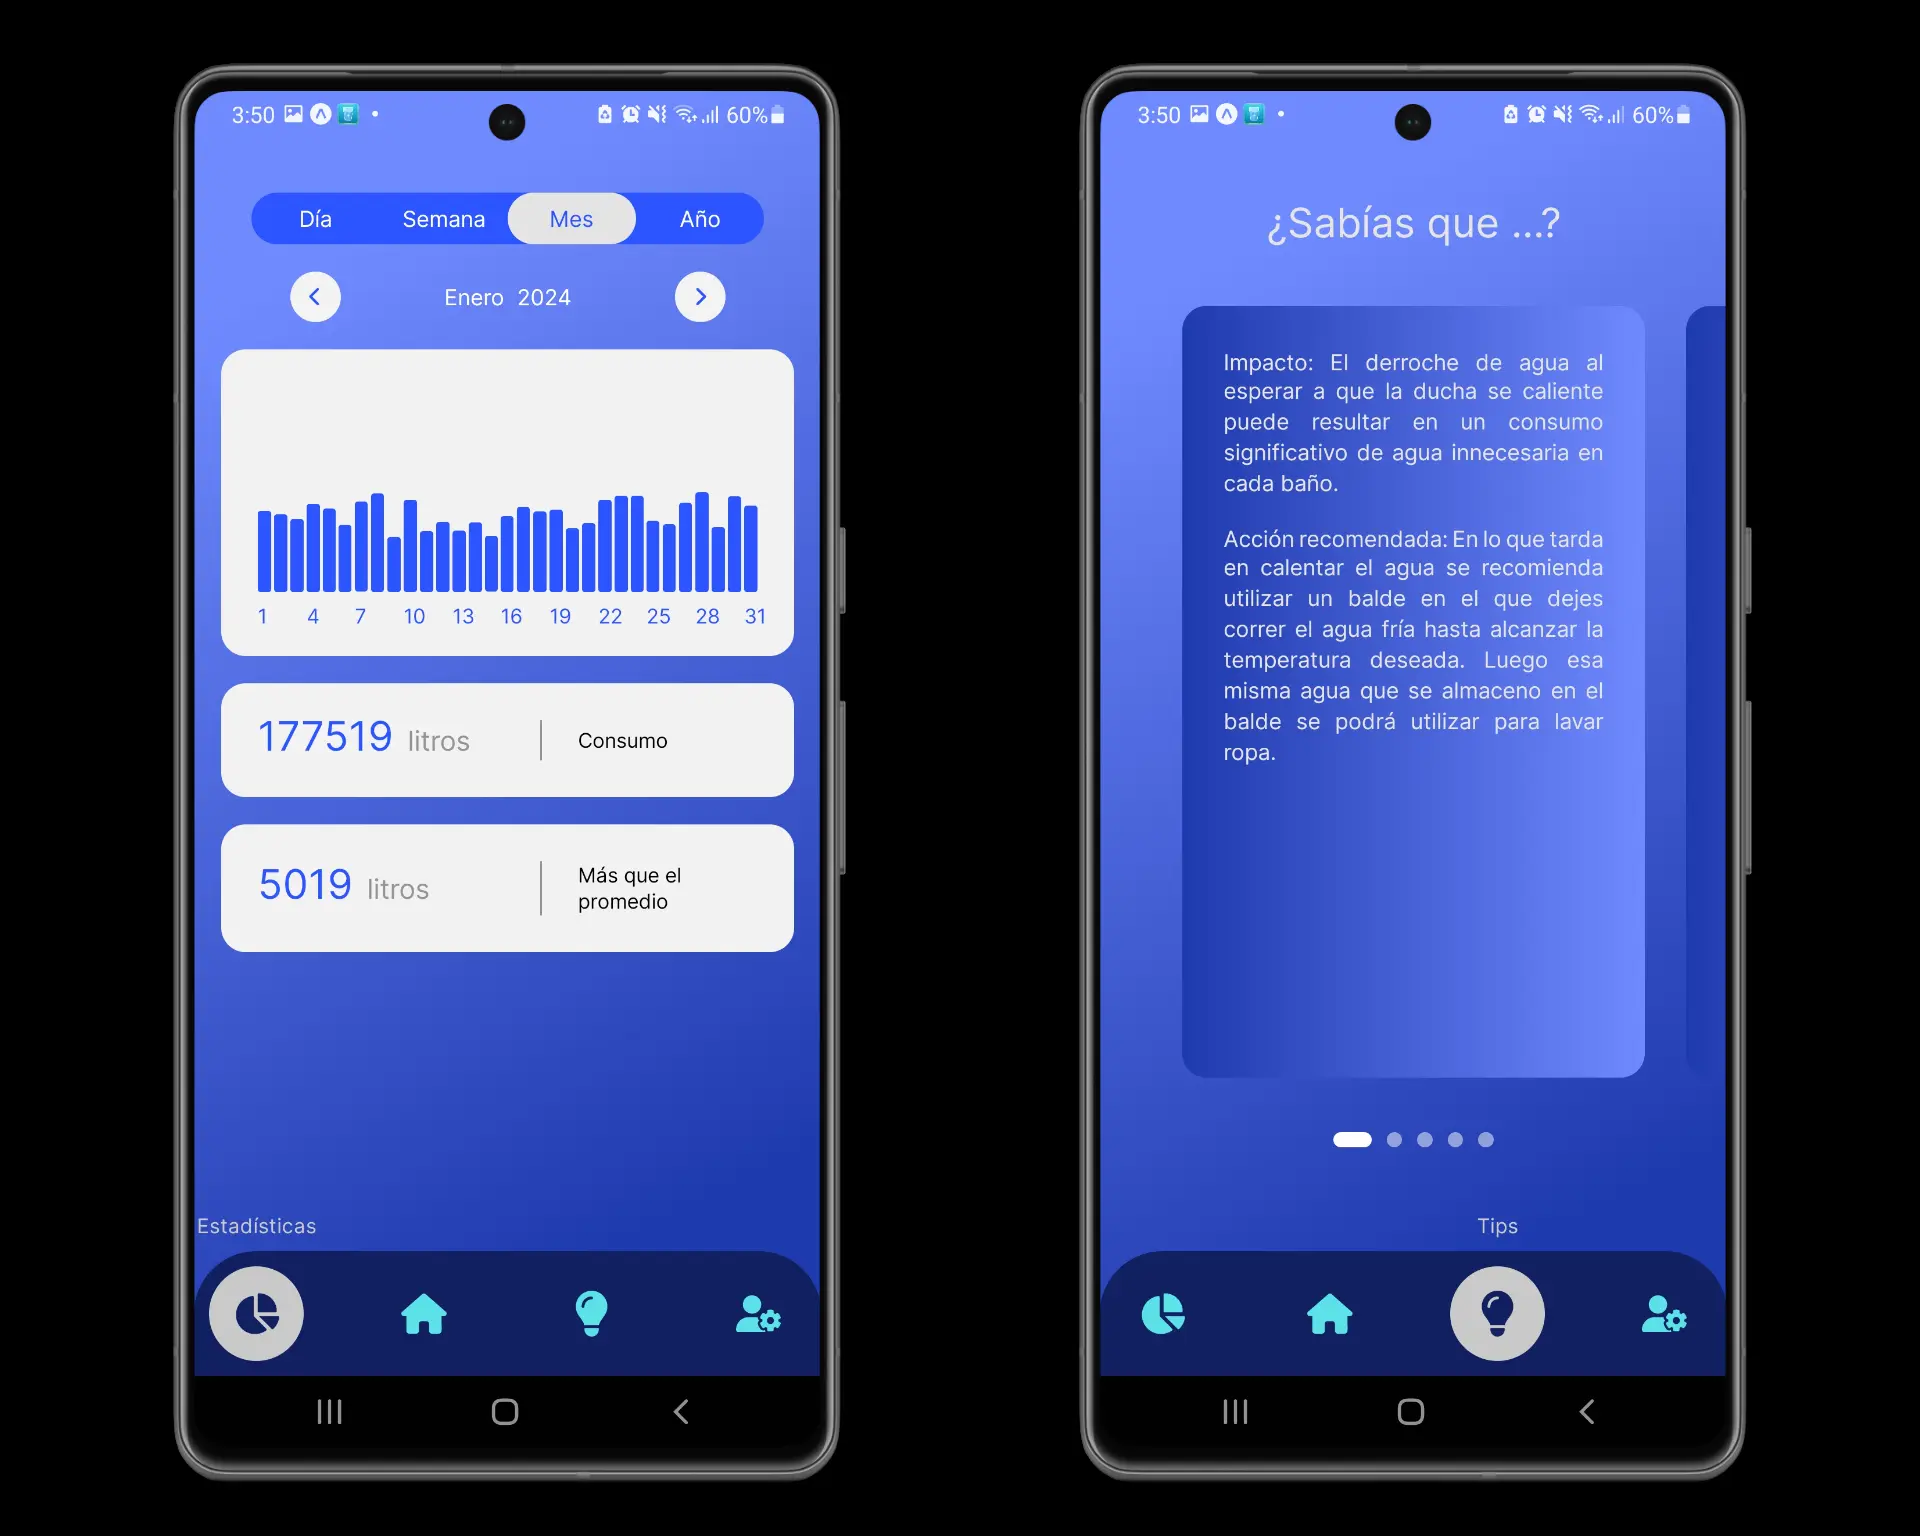 3:50
60%
Día Semana Mes Año
Enero 2024
1 4 7 10 13 16 19 22 25 28 31
177519 litros Consumo
5019 litros Más que el
promedio
Estadísticas
3:50
60%
¿Sabías que ...?
Impacto: El derroche de agua al
esperar a que la ducha se caliente
puede resultar en un consumo
significativo de agua innecesaria en
cada baño.
Acción recomendada: En lo que tarda
en calentar el agua se recomienda
utilizar un balde en el que dejes
correr el agua fría hasta alcanzar la
temperatura deseada. Luego esa
misma agua que se almaceno en el
balde se podrá utilizar para lavar
ropa.
Tips